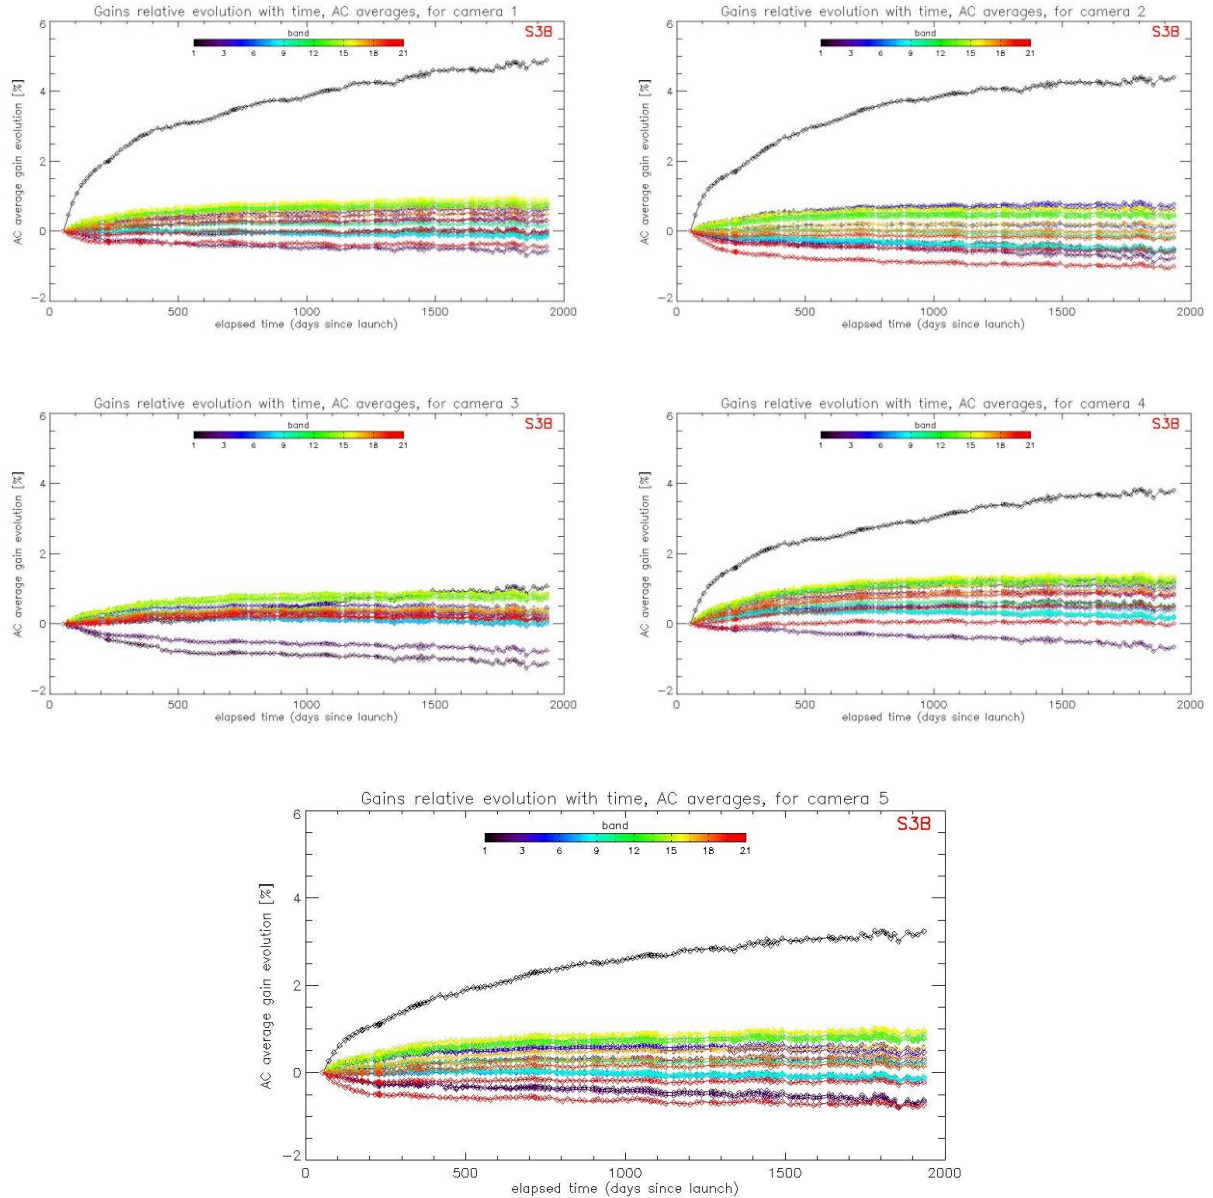 Gains relative evolution with time, AC averages, for camera 1
S3B
band
1 3 6 9 12 15 18 21
AC average gain evolution [%]
6
4
2
0
−2
0 500 1000 1500 2000
elapsed time (days since launch)
Gains relative evolution with time, AC averages, for camera 2
S3B
band
1 3 6 9 12 15 18 21
AC average gain evolution [%]
6
4
2
0
−2
0 500 1000 1500 2000
elapsed time (days since launch)
Gains relative evolution with time, AC averages, for camera 3
S3B
band
1 3 6 9 12 15 18 21
AC average gain evolution [%]
6
4
2
0
−2
0 500 1000 1500 2000
elapsed time (days since launch)
Gains relative evolution with time, AC averages, for camera 4
S3B
band
1 3 6 9 12 15 18 21
AC average gain evolution [%]
6
4
2
0
−2
0 500 1000 1500 2000
elapsed time (days since launch)
Gains relative evolution with time, AC averages, for camera 5
S3B
band
1 3 6 9 12 15 18 21
AC average gain evolution [%]
6
4
2
0
−2
0 500 1000 1500 2000
elapsed time (days since launch)